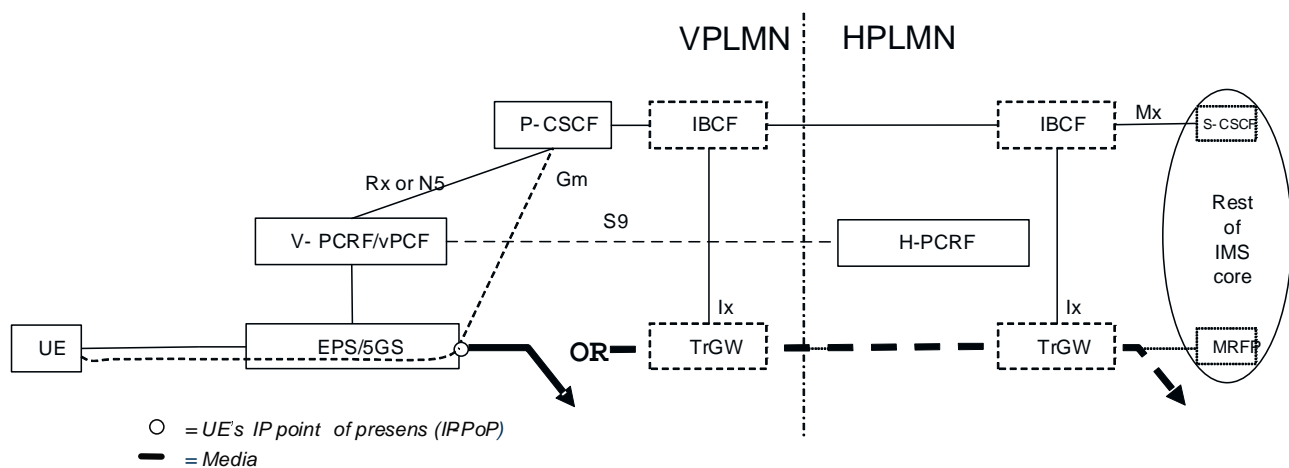 VPLMN HPLMN
P-CSCF IBCF IBCF Mx S-CSCF
Rx or N5 Gm
V- PCRF/vPCF S9 H-PCRF
Rest
of
IMS
core
Ix Ix
UE EPS/5GS OR TrGW TrGW MRFP
= UE's IP point of presens (IP PoP)
= Media